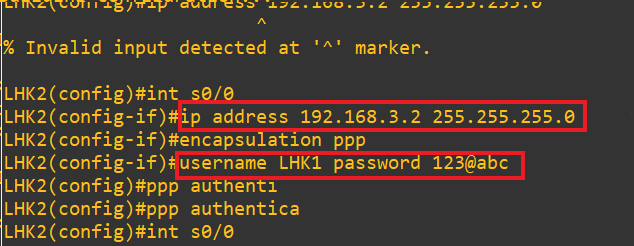 LHK2(config)#ip address 192.168.3.2 255.255.255.0
^
% Invalid input detected at '^' marker.
LHK2(config)#int s0/0
LHK2(config-if)#ip address 192.168.3.2 255.255.255.0
LHK2(config-if)#encapsulation ppp
LHK2(config-if)#username LHK1 password 123@abc
LHK2(config)#ppp authenti
LHK2(config)#ppp authentica
LHK2(config)#int s0/0